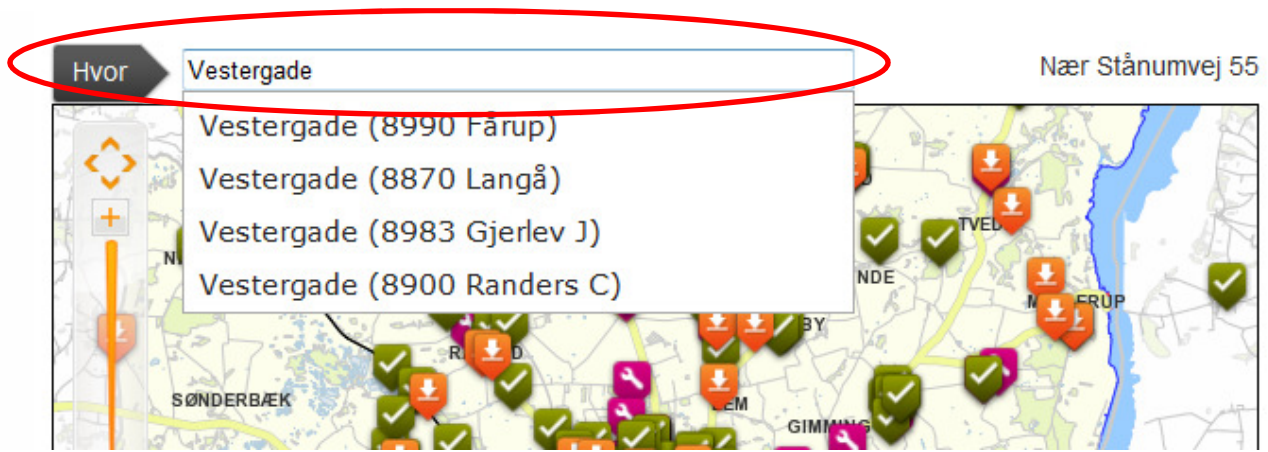 Hvor
Vestergade
Nær Stånumvej 55
Vestergade (8990 Fårup)
Vestergade (8870 Langå)
Vestergade (8983 Gjerlev J)
Vestergade (8900 Randers C)
TVED
NDE
BY
SØNDERBÆK
GIMMING